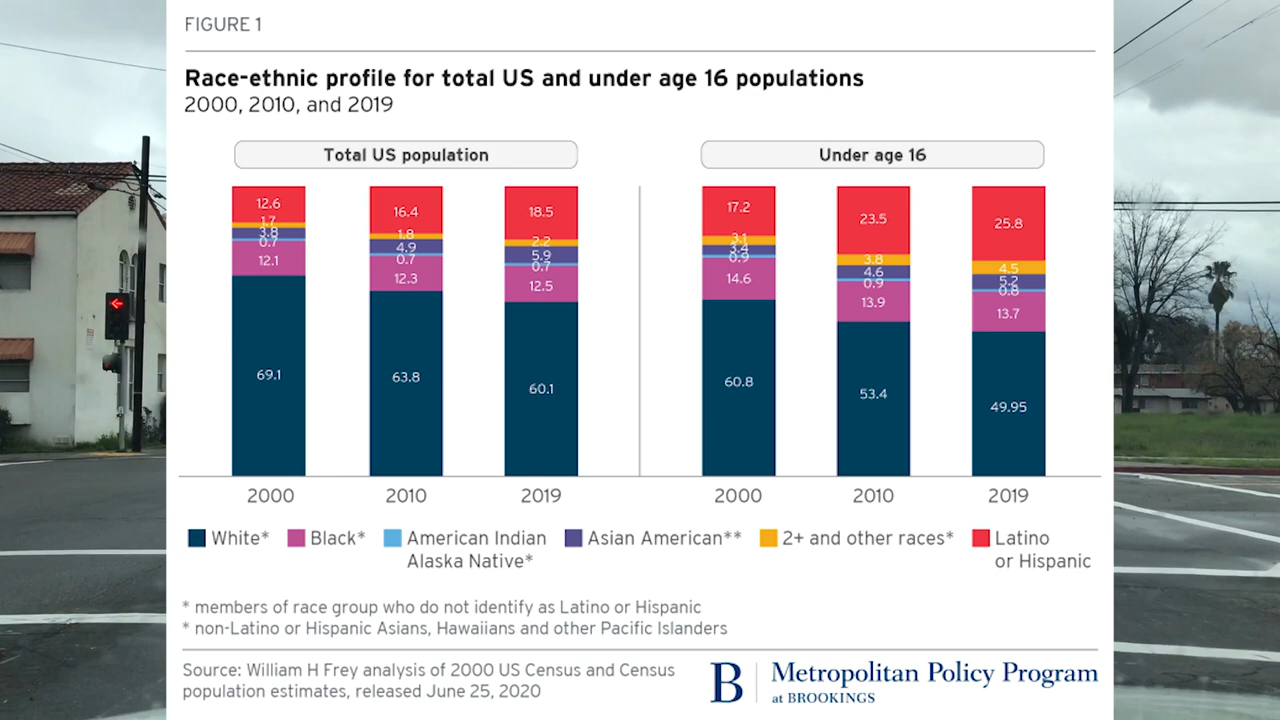 FIGURE 1
Race-ethnic profile for total US and under age 16 populations
2000, 2010, and 2019
Total US population
Under age 16
12.6
1.7
3.8
0.7
12.1
69.1
16.4
1.8
4.9
0.7
12.3
63.8
18.5
2.2
5.9
0.7
12.5
60.1
17.2
3.1
3.4
0.9
14.6
60.8
23.5
3.8
4.6
0.9
13.9
53.4
25.8
4.5
5.2
0.8
13.7
49.95
2000 2010 2019 2000 2010 2019
White* Black* American Indian Asian American** 2+ and other races* Latino
Alaska Native* or Hispanic
* members of race group who do not identify as Latino or Hispanic
* non-Latino or Hispanic Asians, Hawaiians and other Pacific Islanders
Source: William H Frey analysis of 2000 US Census and Census
population estimates, released June 25, 2020
B Metropolitan Policy Program
at BROOKINGS